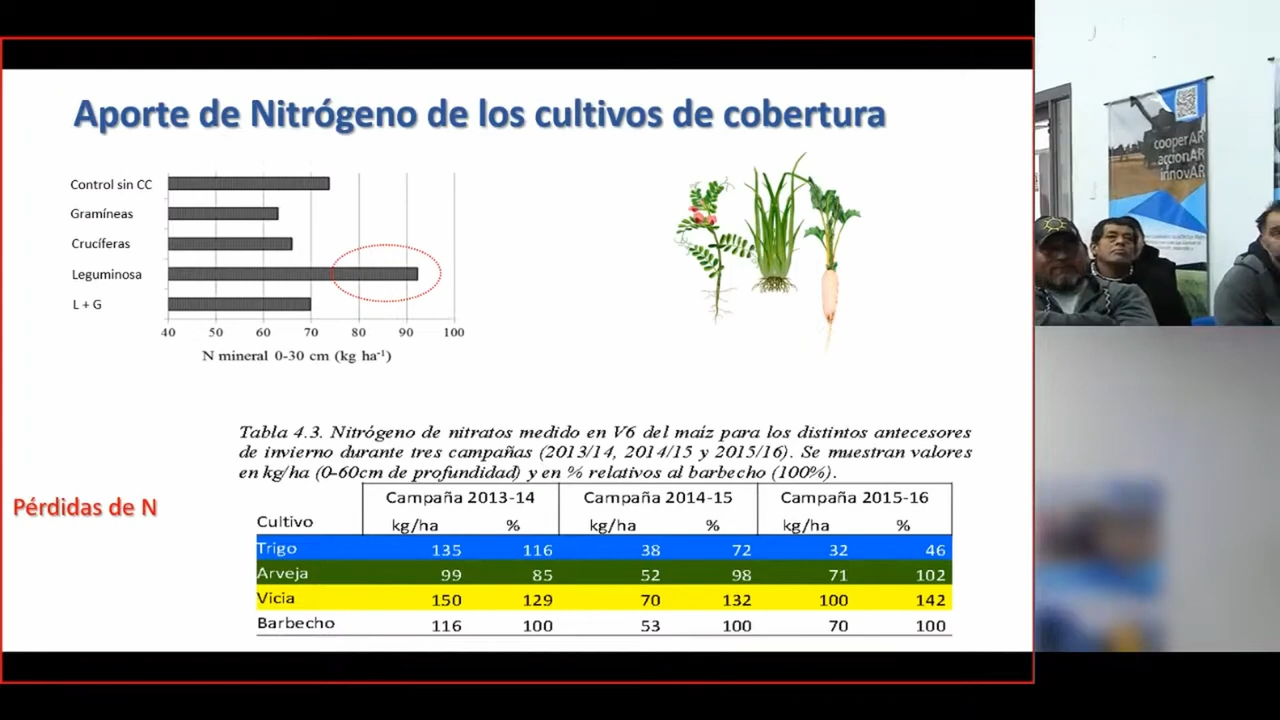 Aporte de Nitrógeno de los cultivos de cobertura
Control sin CC
Gramíneas
Crucíferas
Leguminosa
L + G
40 50 60 70 80 90 100
N mineral 0-30 cm (kg ha-1)
Tabla 4.3. Nitrógeno de nitratos medido en V6 del maíz para los distintos antecesores
de invierno durante tres campañas (2013/14, 2014/15 y 2015/16). Se muestran valores
en kg/ha (0-60cm de profundidad) y en % relativos al barbecho (100%).
Pérdidas de N
Campaña 2013-14 Campaña 2014-15 Campaña 2015-16
Cultivo kg/ha % kg/ha % kg/ha %
Trigo 135 116 38 72 32 46
Arveja 99 85 52 98 71 102
Vicia 150 129 70 132 100 142
Barbecho 116 100 53 100 70 100
cooperAR
accionAR
innovAR